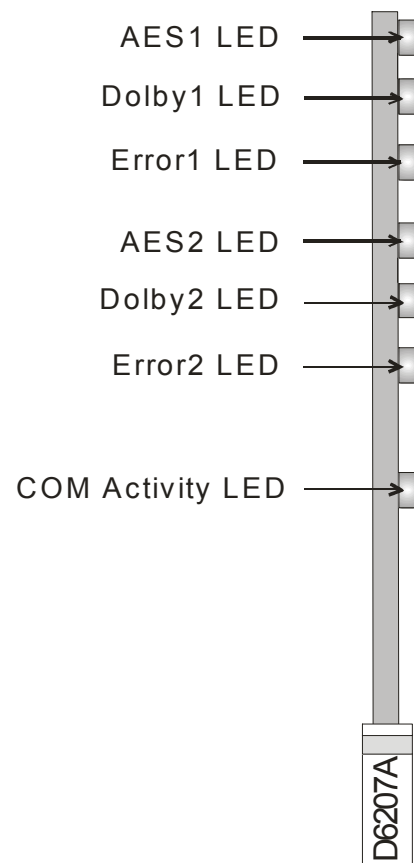 AES1 LED
Dolby1 LED
Error1 LED
AES2 LED
Dolby2 LED
Error2 LED
COM Activity LED
D6207A